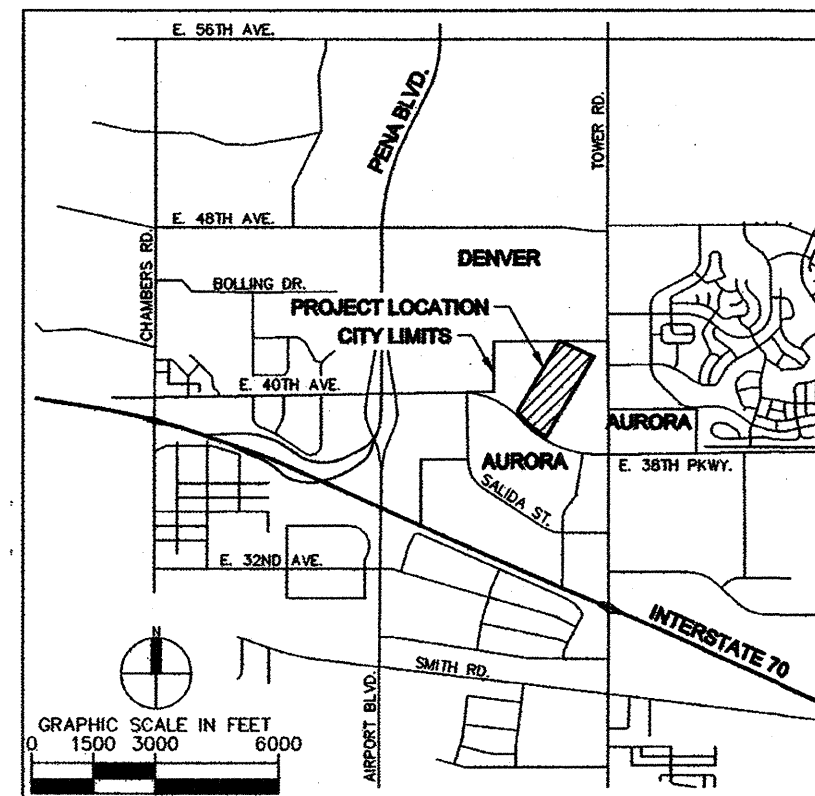 E. 56TH AVE.
PENA BLVD.
TOWER RD.
E. 48TH AVE.
CHAMBERS RD.
DENVER
BOLLING DR.
PROJECT LOCATION
CITY LIMITS
E. 40TH AVE.
AURORA
AURORA
E. 38TH PKWY.
SALIDA ST.
E. 32ND AVE.
INTERSTATE 70
N
SMITH RD.
AIRPORT BLVD.
GRAPHIC SCALE IN FEET
0 1500 3000 6000